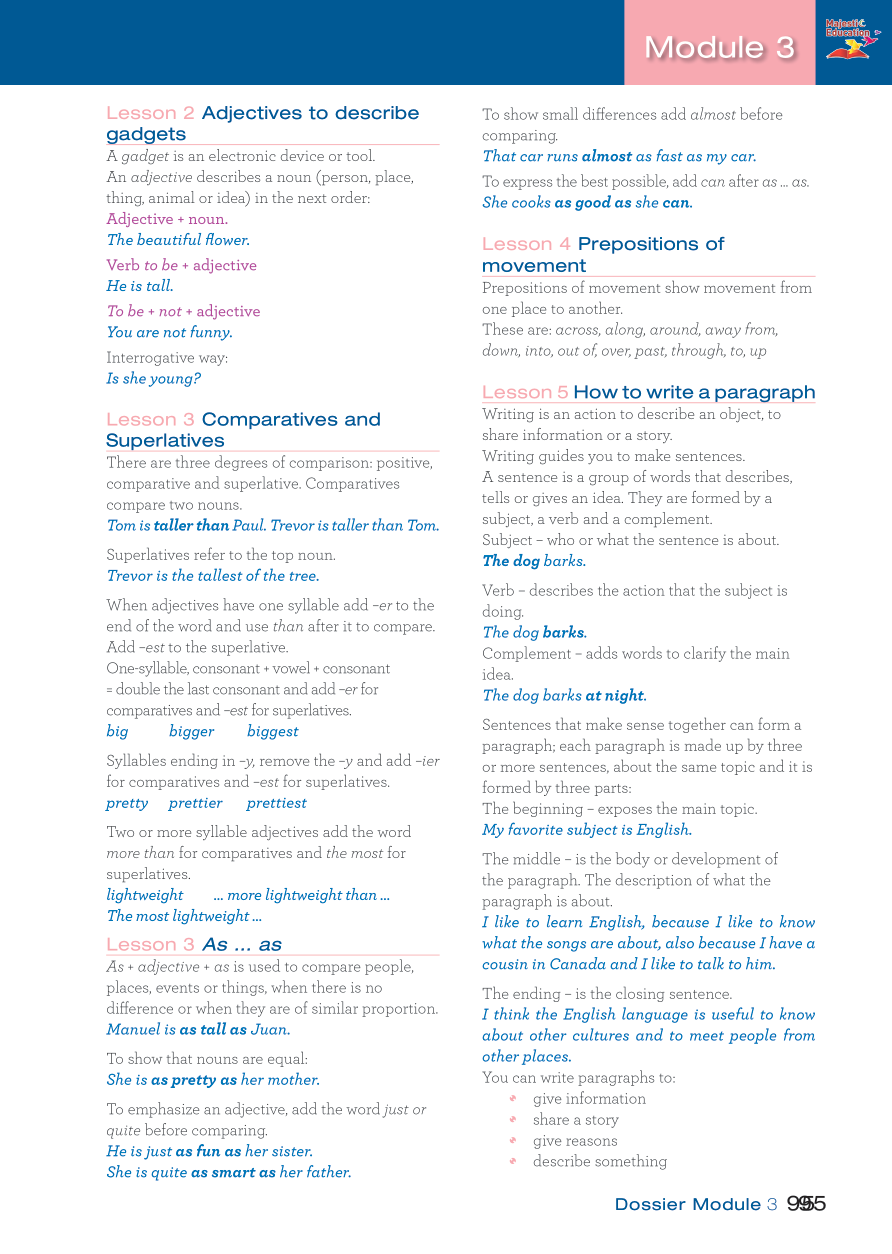 Module 3
Majestic
Education
Lesson 2 Adjectives to describe
gadgets
A gadget is an electronic device or tool.
An adjective describes a noun (person, place,
thing, animal or idea) in the next order:
Adjective + noun.
The beautiful flower.
Verb to be + adjective
He is tall.
To be + not + adjective
You are not funny.
Interrogative way:
Is she young?
Lesson 3 Comparatives and
Superlatives
There are three degrees of comparison: positive,
comparative and superlative. Comparatives
compare two nouns.
Tom is taller than Paul. Trevor is taller than Tom.
Superlatives refer to the top noun.
Trevor is the tallest of the tree.
When adjectives have one syllable add –er to the
end of the word and use than after it to compare.
Add –est to the superlative.
One-syllable, consonant + vowel + consonant
= double the last consonant and add –er for
comparatives and –est for superlatives.
big bigger biggest
Syllables ending in –y, remove the –y and add –ier
for comparatives and –est for superlatives.
pretty prettier prettiest
Two or more syllable adjectives add the word
more than for comparatives and the most for
superlatives.
lightweight ... more lightweight than ...
The most lightweight ...
Lesson 3 As ... as
As + adjective + as is used to compare people,
places, events or things, when there is no
difference or when they are of similar proportion.
Manuel is as tall as Juan.
To show that nouns are equal:
She is as pretty as her mother.
To emphasize an adjective, add the word just or
quite before comparing.
He is just as fun as her sister.
She is quite as smart as her father.
To show small differences add almost before
comparing.
That car runs almost as fast as my car.
To express the best possible, add can after as ... as.
She cooks as good as she can.
Lesson 4 Prepositions of
movement
Prepositions of movement show movement from
one place to another.
These are: across, along, around, away from,
down, into, out of, over, past, through, to, up
Lesson 5 How to write a paragraph
Writing is an action to describe an object, to
share information or a story.
Writing guides you to make sentences.
A sentence is a group of words that describes,
tells or gives an idea. They are formed by a
subject, a verb and a complement.
Subject – who or what the sentence is about.
The dog barks.
Verb – describes the action that the subject is
doing.
The dog barks.
Complement – adds words to clarify the main
idea.
The dog barks at night.
Sentences that make sense together can form a
paragraph; each paragraph is made up by three
or more sentences, about the same topic and it is
formed by three parts:
The beginning – exposes the main topic.
My favorite subject is English.
The middle – is the body or development of
the paragraph. The description of what the
paragraph is about.
I like to learn English, because I like to know
what the songs are about, also because I have a
cousin in Canada and I like to talk to him.
The ending – is the closing sentence.
I think the English language is useful to know
about other cultures and to meet people from
other places.
You can write paragraphs to:
give information
share a story
give reasons
describe something
Dossier Module 3